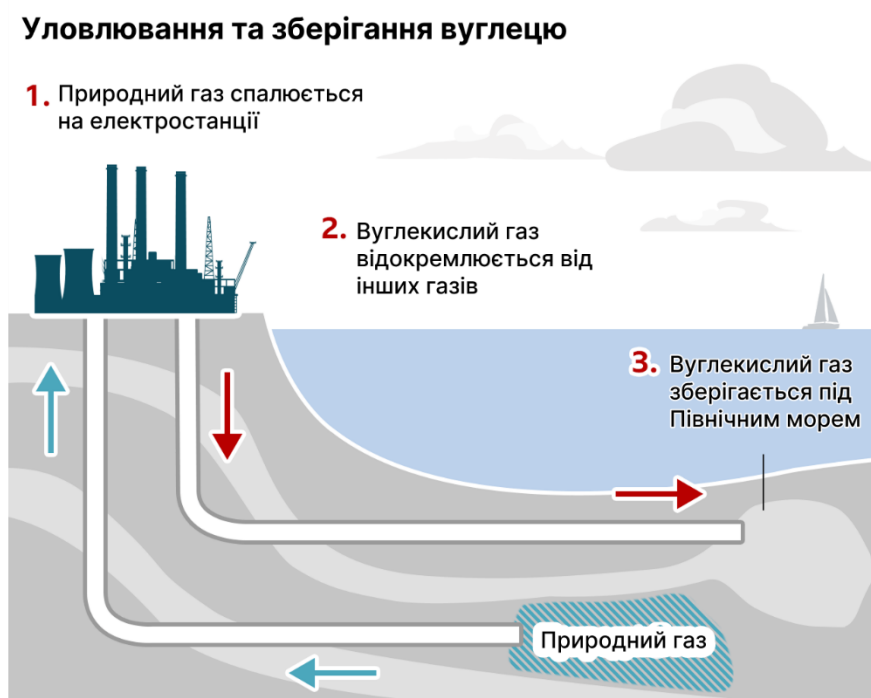 Уловлювання та зберігання вуглецю
1. Природний газ спалюється
на електростанції
2. Вуглекислий газ
відокремлюється від
інших газів
3. Вуглекислий газ
зберігається під
Північним морем
Природний газ